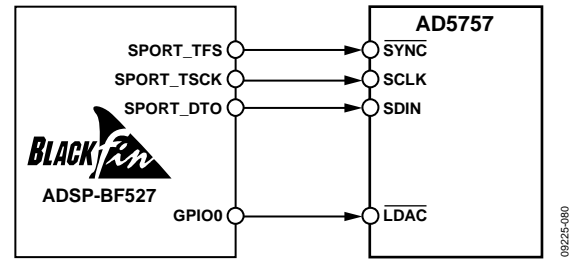 AD5757
SPORT_TFS
SYNC
SPORT_TSCK
SCLK
SPORT_DTO
SDIN
BLACKfin
ADSP-BF527
GPIO0
LDAC
09225-080